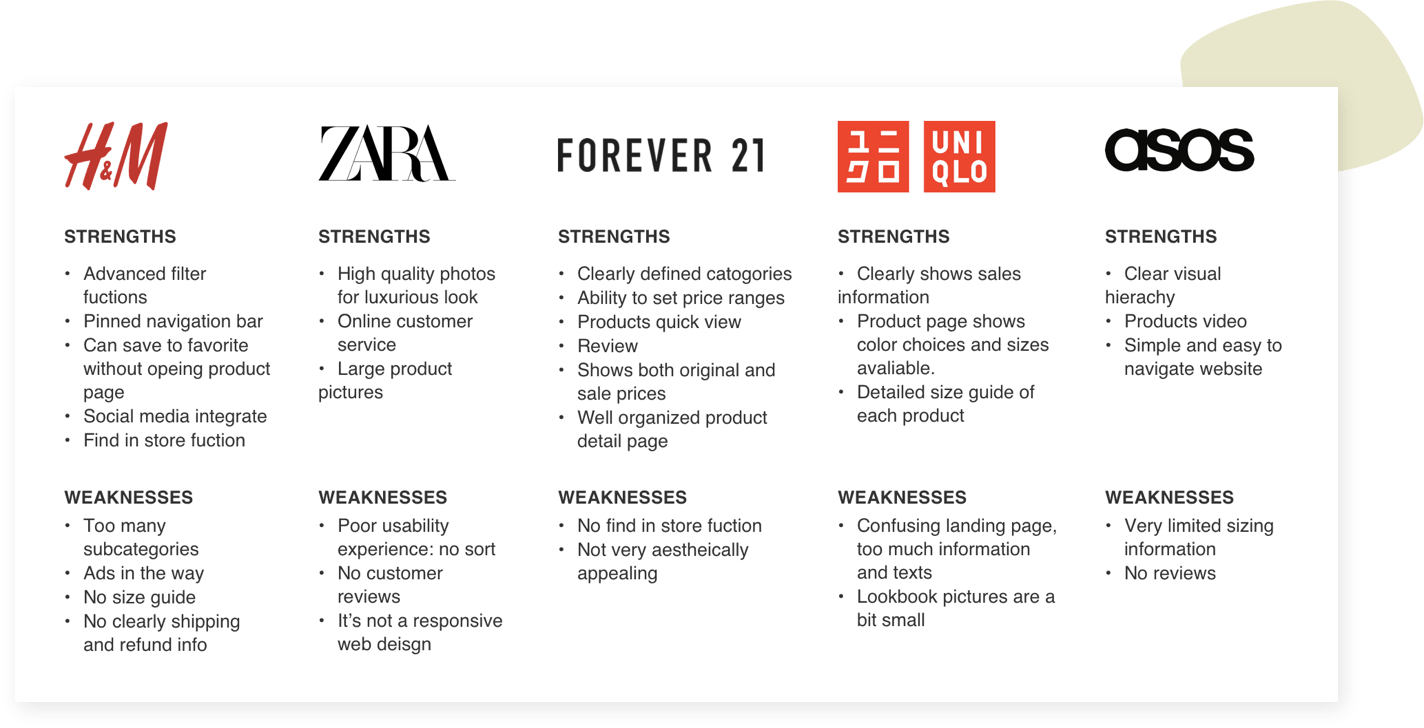 H&M
STRENGTHS
• Advanced filter
fuctions
• Pinned navigation bar
• Can save to favorite
without opeing product
page
• Social media integrate
• Find in store fuction
WEAKNESSES
• Too many
subcategories
• Ads in the way
• No size guide
• No clearly shipping
and refund info
ZARA
STRENGTHS
• High quality photos
for luxurious look
• Online customer
service
• Large product
pictures
WEAKNESSES
• Poor usability
experience: no sort
• No customer
reviews
• It’s not a responsive
web deisgn
FOREVER 21
STRENGTHS
• Clearly defined catogories
• Ability to set price ranges
• Products quick view
• Review
• Shows both original and
sale prices
• Well organized product
detail page
WEAKNESSES
• No find in store fuction
• Not very aestheically
appealing
ユニ
クロ
UNI
QLO
STRENGTHS
• Clearly shows sales
information
• Product page shows
color choices and sizes
avaliable.
• Detailed size guide of
each product
WEAKNESSES
• Confusing landing page,
too much information
and texts
• Lookbook pictures are a
bit small
asos
STRENGTHS
• Clear visual
hierachy
• Products video
• Simple and easy to
navigate website
WEAKNESSES
• Very limited sizing
information
• No reviews